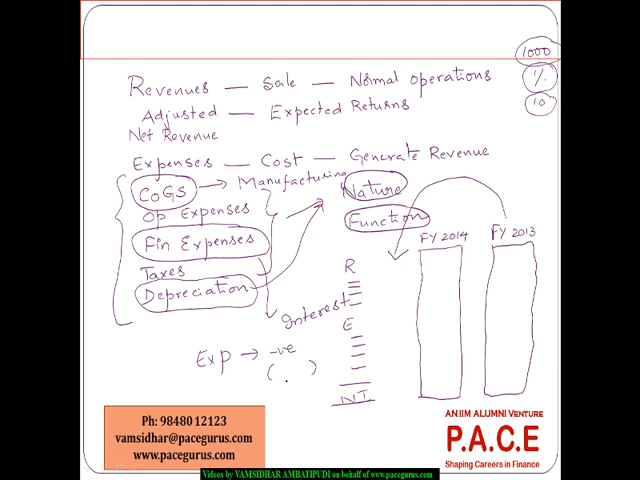 1000
%
10
Revenues — Sale — Normal operations
Adjusted — Expected Returns
Net Revenue
Expenses — Cost — Generate Revenue
CoGS → Manufacturing
Nature
Op Expenses
Function
Fin Expenses
FY 2014
FY 2013
Taxes
R
Depreciation
Interest
E
Exp → -ve
( . )
Ph: 98480 12123
vamsidhar@pacegurus.com
www.pacegurus.com
AN IIM ALUMNI VENTURE
P.A.C.E
Shaping Careers in Finance
Videos by VAMSIDHAR AMBATIPUDI on behalf of www.pacegurus.com